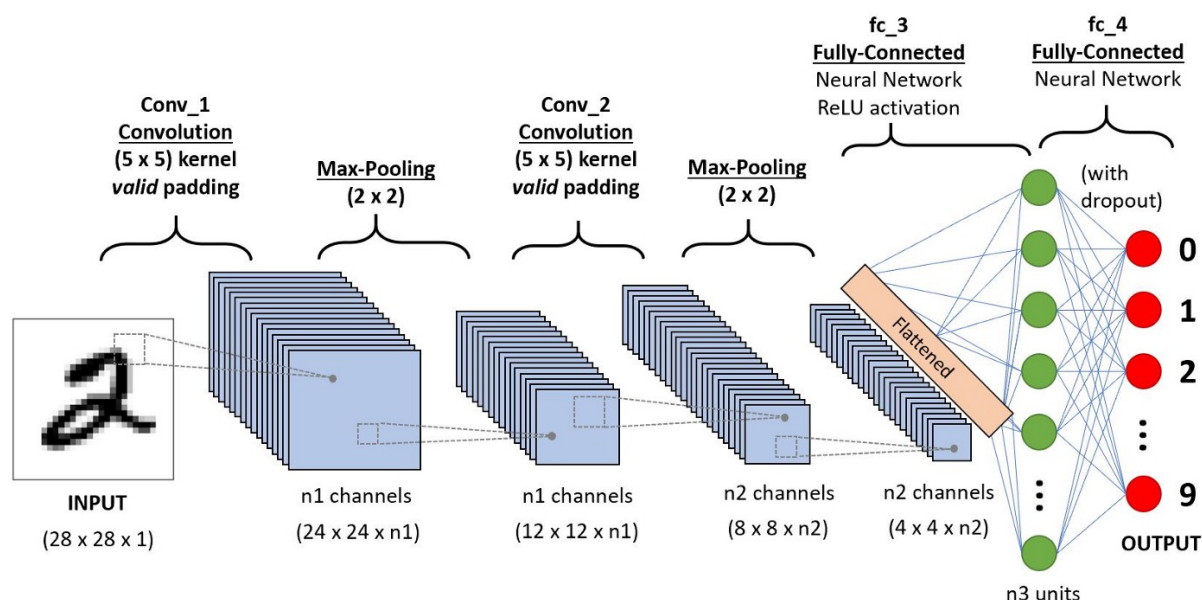 fc_3
Fully-Connected
Neural Network
ReLU activation
fc_4
Fully-Connected
Neural Network
Conv_1
Convolution
(5 x 5) kernel
valid padding
Max-Pooling
(2 x 2)
Conv_2
Convolution
(5 x 5) kernel
valid padding
Max-Pooling
(2 x 2)
(with
dropout)
Flattened
0
1
2
⋮
9
⋮
INPUT
(28 x 28 x 1)
n1 channels
(24 x 24 x n1)
n1 channels
(12 x 12 x n1)
n2 channels
(8 x 8 x n2)
n2 channels
(4 x 4 x n2)
OUTPUT
n3 units